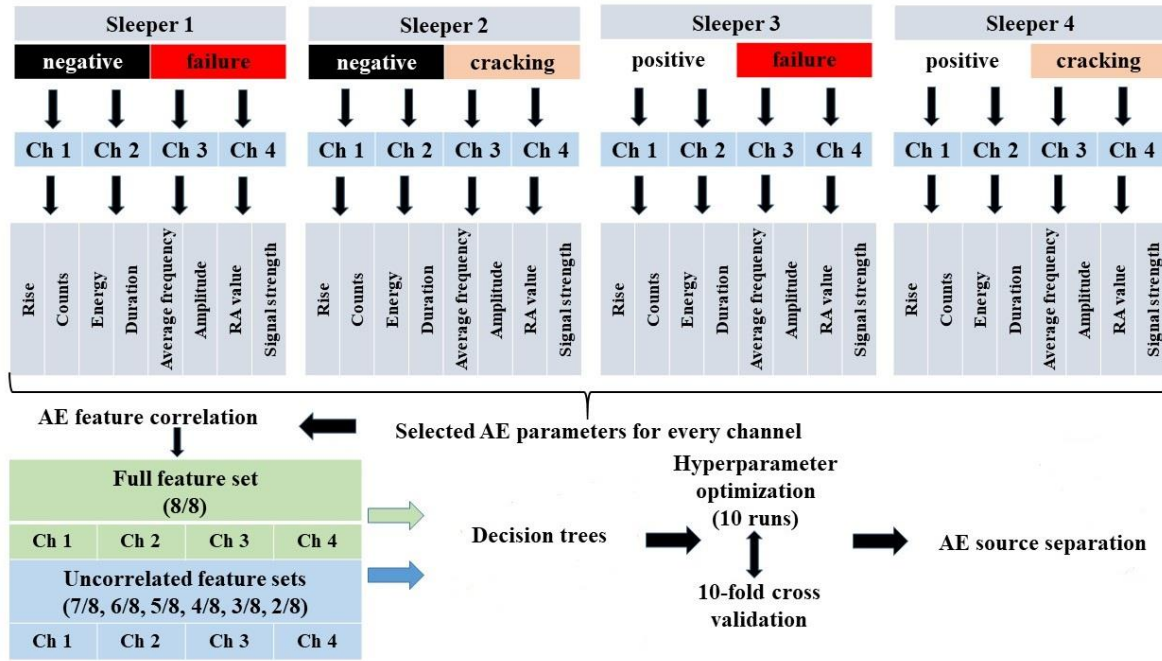 Sleeper 1 Sleeper 2 Sleeper 3 Sleeper 4
negative failure negative cracking positive failure positive cracking
Ch 1 Ch 2 Ch 3 Ch 4 Ch 1 Ch 2 Ch 3 Ch 4 Ch 1 Ch 2 Ch 3 Ch 4 Ch 1 Ch 2 Ch 3 Ch 4
Rise
Counts
Energy
Duration
Average frequency
Amplitude
RA value
Signal strength
Rise
Counts
Energy
Duration
Average frequency
Amplitude
RA value
Signal strength
Rise
Counts
Energy
Duration
Average frequency
Amplitude
RA value
Signal strength
Rise
Counts
Energy
Duration
Average frequency
Amplitude
RA value
Signal strength
AE feature correlation
Selected AE parameters for every channel
Full feature set
(8/8)
Ch 1 Ch 2 Ch 3 Ch 4
Uncorrelated feature sets
(7/8, 6/8, 5/8, 4/8, 3/8, 2/8)
Ch 1 Ch 2 Ch 3 Ch 4
Decision trees
Hyperparameter
optimization
(10 runs)
10-fold cross
validation
AE source separation